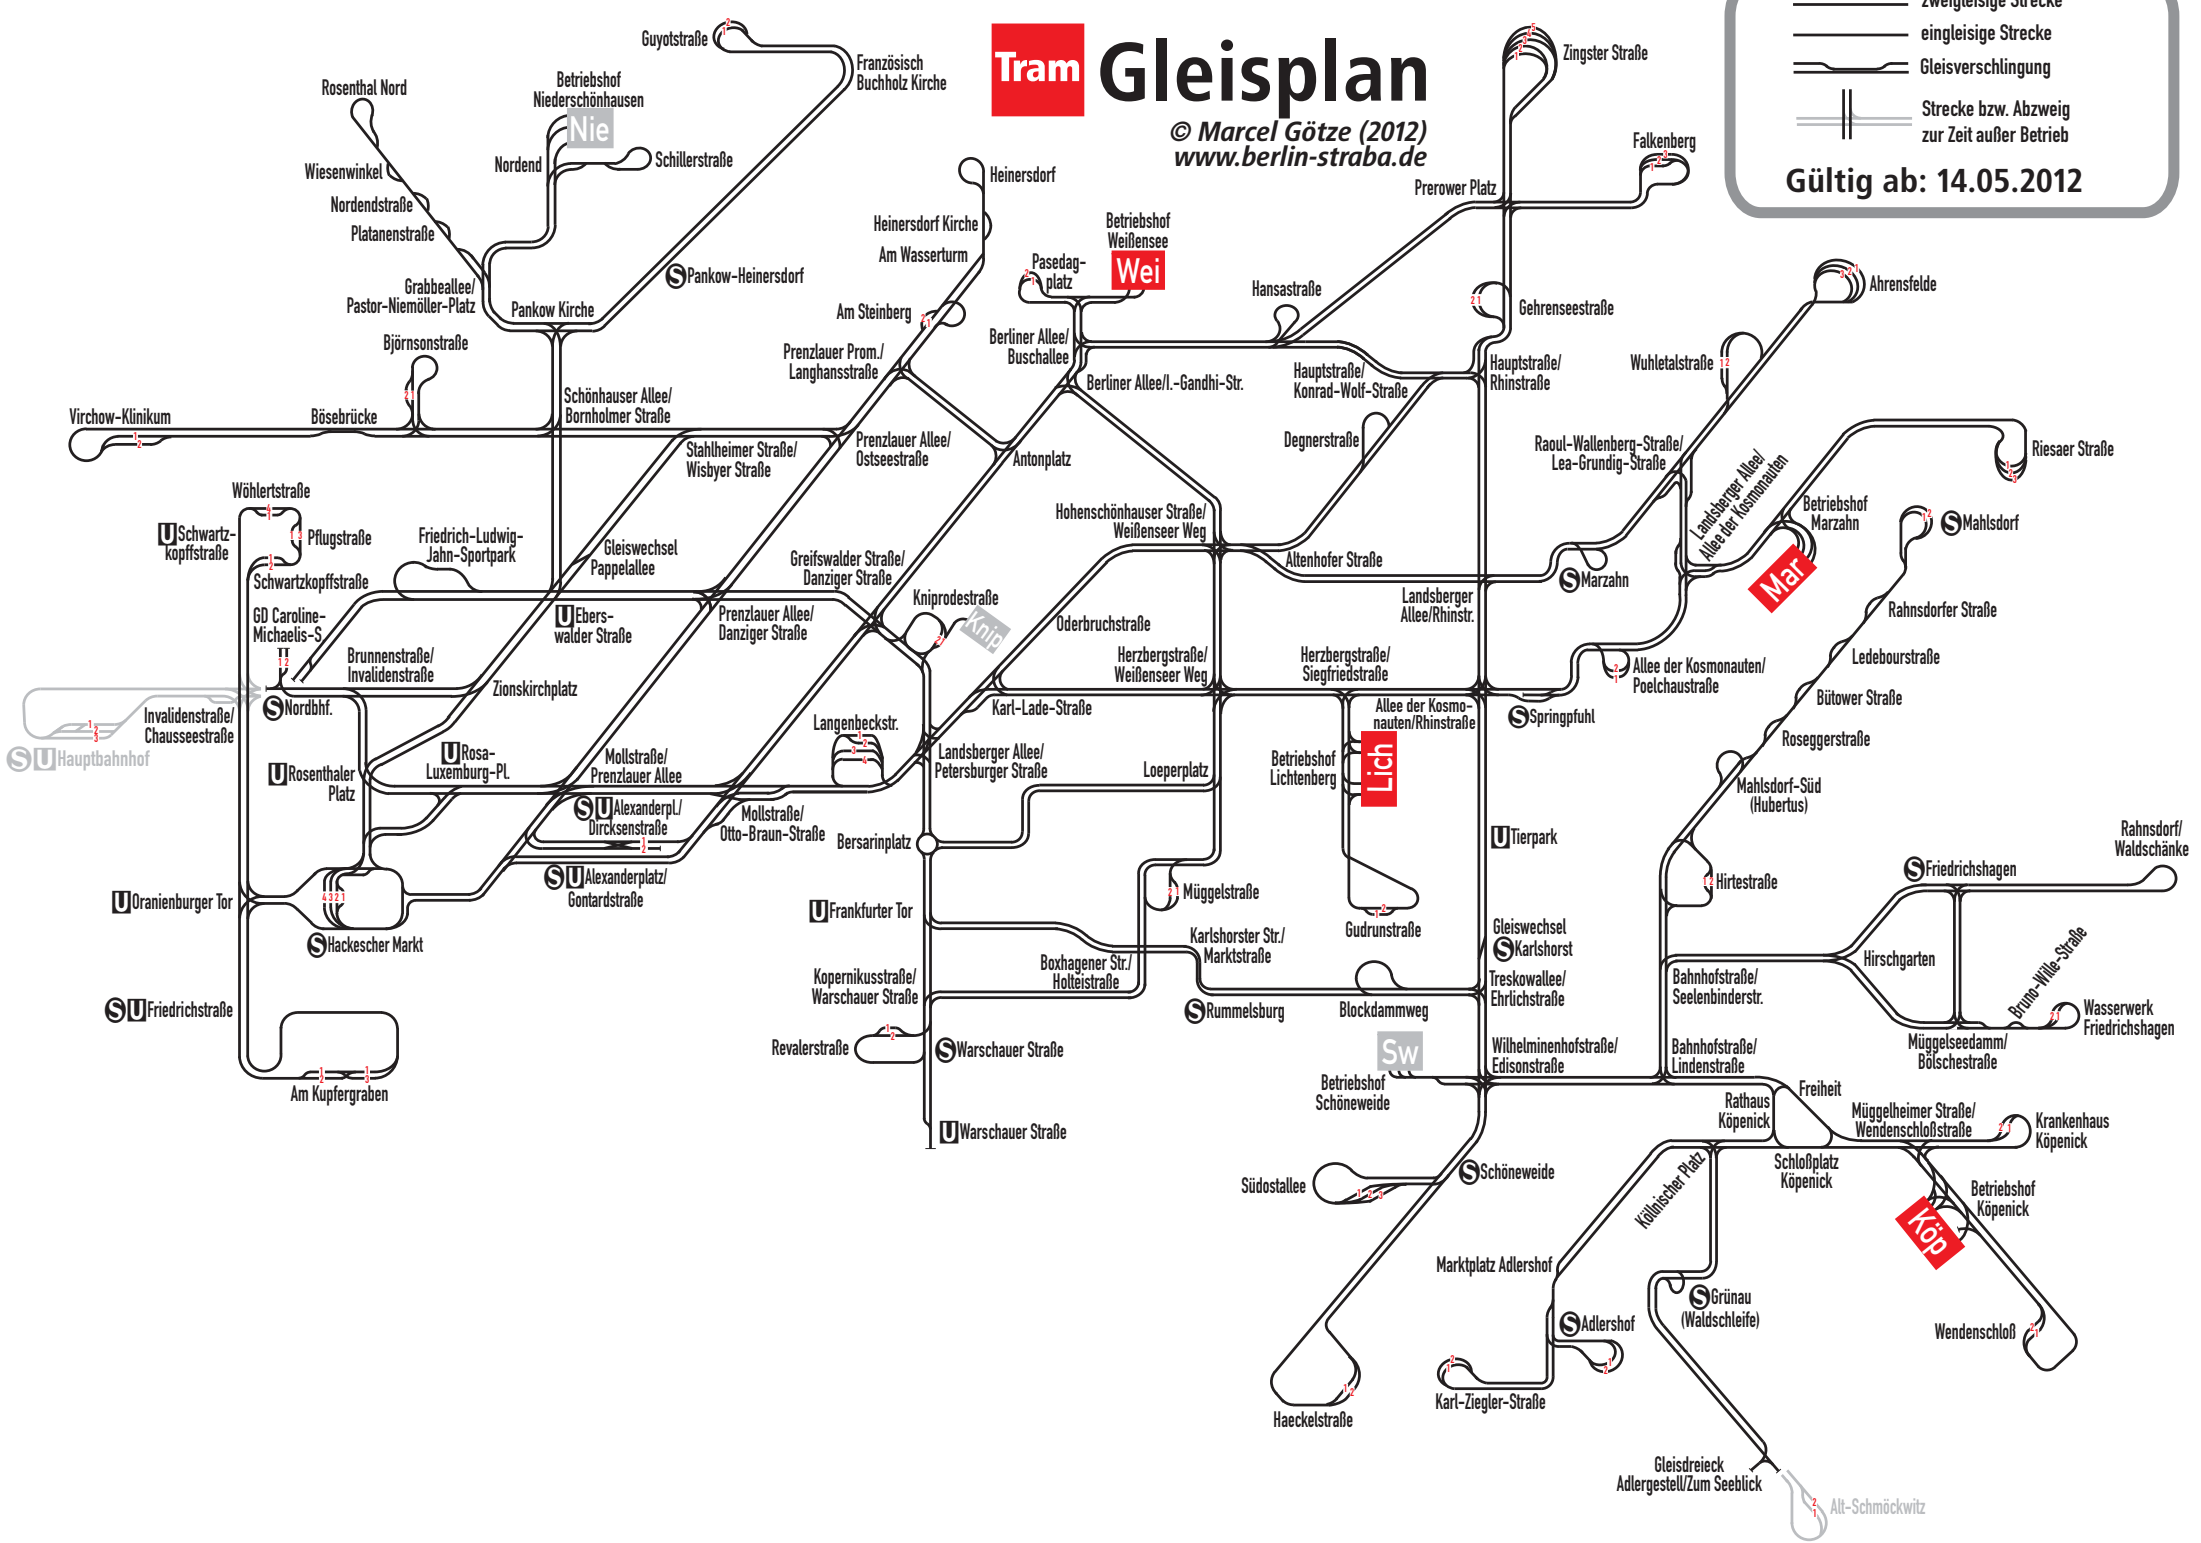 Tram
Gleisplan
© Marcel Götze (2012)
www.berlin-straba.de
zweigleisige Strecke
eingleisige Strecke
Gleisverschlingung
Strecke bzw. Abzweig
zur Zeit außer Betrieb
Gültig ab: 14.05.2012
Guyotstraße
Französisch
Buchholz Kirche
Zingster Straße
Rosenthal Nord
Betriebshof
Niederschönhausen
Nie
Nordend
Schillerstraße
Wiesenwinkel
Nordendstraße
Platanenstraße
Grabbeallee/
Pastor-Niemöller-Platz
Pankow Kirche
S Pankow-Heinersdorf
Heinersdorf
Heinersdorf Kirche
Am Wasserturm
Am Steinberg
Pasedag-
platz
Betriebshof
Weißensee
Wei
Falkenberg
Prerower Platz
Hansastraße
Gehrenseestraße
Ahrensfelde
Björnsonstraße
Prenzlauer Prom./
Langhansstraße
Berliner Allee/
Buschallee
Berliner Allee/I.-Gandhi-Str.
Hauptstraße/
Konrad-Wolf-Straße
Hauptstraße/
Rhinstraße
Wuhletalstraße
Virchow-Klinikum
Bösebrücke
Schönhauser Allee/
Bornholmer Straße
Stahlheimer Straße/
Wisbyer Straße
Prenzlauer Allee/
Ostseestraße
Antonplatz
Degnerstraße
Raoul-Wallenberg-Straße/
Lea-Grundig-Straße
Landsberger Allee/
Allee der Kosmonauten
Riesaer Straße
Betriebshof
Marzahn
Mar
S Mahlsdorf
Wöhlertstraße
U Schwartz-
kopffstraße
Pflugstraße
Schwartzkopffstraße
Friedrich-Ludwig-
Jahn-Sportpark
Gleiswechsel
Pappelallee
Greifswalder Straße/
Danziger Straße
Hohenschönhauser Straße/
Weißenseer Weg
Altenhofer Straße
S Marzahn
Landsberger
Allee/Rhinstr.
GD Caroline-
Michaelis-S.
U Ebers-
walder Straße
Prenzlauer Allee/
Danziger Straße
Kniprodestraße
Knip
Oderbruchstraße
Rahnsdorfer Straße
Ledebourstraße
Bütower Straße
Roseggerstraße
Mahlsdorf-Süd
(Hubertus)
Brunnenstraße/
Invalidenstraße
Zionskirchplatz
Herzbergstraße/
Weißenseer Weg
Herzbergstraße/
Siegfriedstraße
Allee der Kosmonauten/
Poelchaustraße
S Springpfuhl
Allee der Kosmo-
nauten/Rhinstraße
Invalidenstraße/
Chausseestraße
S Nordbhf.
S U Hauptbahnhof
Karl-Lade-Straße
Langenbeckstr.
U Rosa-
Luxemburg-Pl.
Mollstraße/
Prenzlauer Allee
Landsberger Allee/
Petersburger Straße
Loeperplatz
Betriebshof
Lichtenberg
Lich
U Rosenthaler
Platz
S U Alexanderpl./
Dircksenstraße
Mollstraße/
Otto-Braun-Straße
Bersarinplatz
U Tierpark
S U Alexanderplatz/
Gontardstraße
U Oranienburger Tor
S Hackescher Markt
U Frankfurter Tor
Müggelstraße
Gudrunstraße
Hirtestraße
S Friedrichshagen
Rahnsdorf/
Waldschänke
Gleiswechsel
S Karlshorst
Karlshorster Str./
Marktstraße
Boxhagener Str./
Holteistraße
Kopernikusstraße/
Warschauer Straße
Treskowallee/
Ehrlichstraße
Bahnhofstraße/
Seelenbinderstr.
Hirschgarten
Bruno-Wille-Straße
Wasserwerk
Friedrichshagen
Müggelseedamm/
Bölschestraße
S U Friedrichstraße
S Rummelsburg
Blockdammweg
Revalerstraße
S Warschauer Straße
U Warschauer Straße
Am Kupfergraben
Sw
Betriebshof
Schöneweide
Wilhelminenhofstraße/
Edisonstraße
Bahnhofstraße/
Lindenstraße
Rathaus
Köpenick
Freiheit
Müggelheimer Straße/
Wendenschloßstraße
Krankenhaus
Köpenick
Schloßplatz
Köpenick
Köllnischer Platz
Betriebshof
Köpenick
Köp
Südostallee
S Schöneweide
Marktplatz Adlershof
S Adlershof
S Grünau
(Waldschleife)
Wendenschloß
Haeckelstraße
Karl-Ziegler-Straße
Gleisdreieck
Adlergestell/Zum Seeblick
Alt-Schmöckwitz